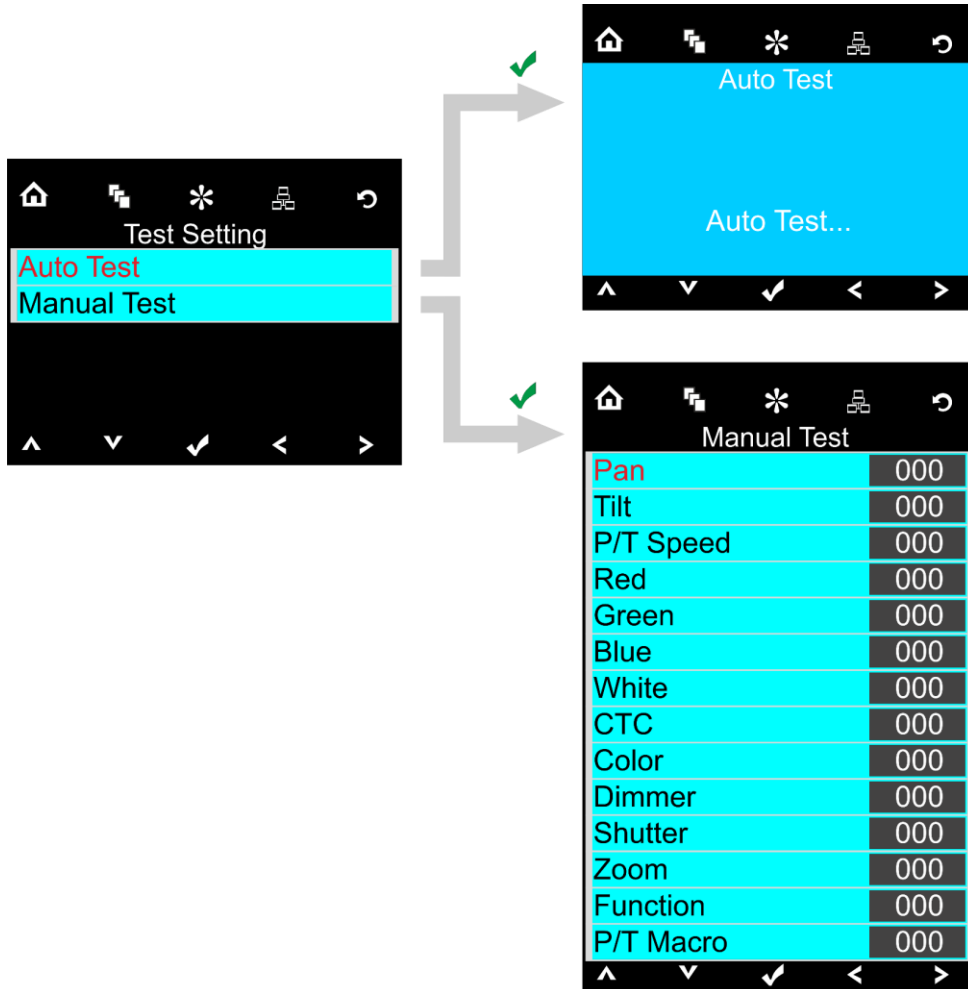 Test Setting
Auto Test
Manual Test
Auto Test
Auto Test...
Manual Test
Pan 000
Tilt 000
P/T Speed 000
Red 000
Green 000
Blue 000
White 000
CTC 000
Color 000
Dimmer 000
Shutter 000
Zoom 000
Function 000
P/T Macro 000